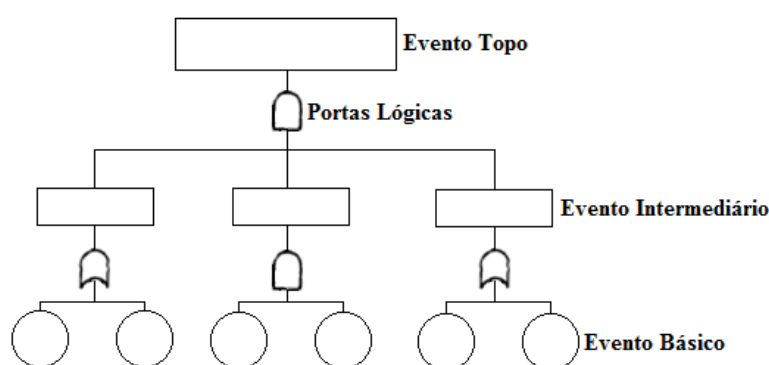 Evento Topo
Portas Lógicas
Evento Intermediário
Evento Básico